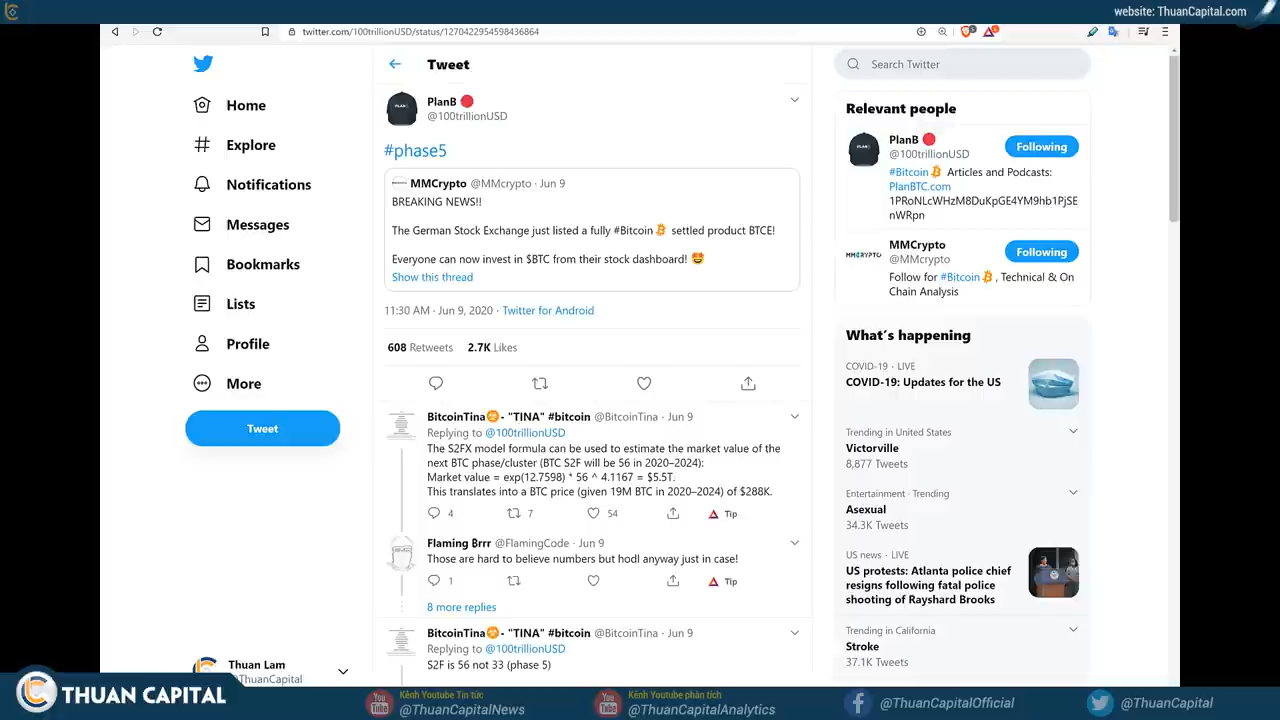 website: ThuanCapital.com
twitter.com/100trillionUSD/status/1270422954598436864
Home
Explore
Notifications
Messages
Bookmarks
Lists
Profile
More
Tweet
Thuan Lam
@ThuanCapital
Tweet
PlanB
@100trillionUSD
#phase5
MMCrypto @MMcrypto · Jun 9
BREAKING NEWS!!
The German Stock Exchange just listed a fully #Bitcoin settled product BTCE!
Everyone can now invest in $BTC from their stock dashboard!
Show this thread
11:30 AM · Jun 9, 2020 · Twitter for Android
608 Retweets 2.7K Likes
BitcoinTina - "TINA" #bitcoin @BitcoinTina · Jun 9
Replying to @100trillionUSD
The S2FX model formula can be used to estimate the market value of the
next BTC phase/cluster (BTC S2F will be 56 in 2020–2024):
Market value = exp(12.7598) * 56 ^ 4.1167 = $5.5T.
This translates into a BTC price (given 19M BTC in 2020–2024) of $288K.
4 7 54 Tip
Flaming Brrr @FlamingCode · Jun 9
Those are hard to believe numbers but hodl anyway just in case!
1 Tip
8 more replies
BitcoinTina - "TINA" #bitcoin @BitcoinTina · Jun 9
Replying to @100trillionUSD
S2F is 56 not 33 (phase 5)
Search Twitter
Relevant people
PlanB
@100trillionUSD
Following
#Bitcoin Articles and Podcasts:
PlanBTC.com
1PRoNLcWHzM8DuKpGE4YM9hb1PjSE
nWRpn
MMCrypto
@MMcrypto
Following
Follow for #Bitcoin, Technical & On
Chain Analysis
What's happening
COVID-19 · LIVE
COVID-19: Updates for the US
Trending in United States
Victorville
8,877 Tweets
Entertainment · Trending
Asexual
34.3K Tweets
US news · LIVE
US protests: Atlanta police chief
resigns following fatal police
shooting of Rayshard Brooks
Trending in California
Stroke
37.1K Tweets
THUAN CAPITAL
Kênh Youtube Tin tức:
@ThuanCapitalNews
Kênh Youtube phân tích
@ThuanCapitalAnalytics
@ThuanCapitalOfficial
@ThuanCapital